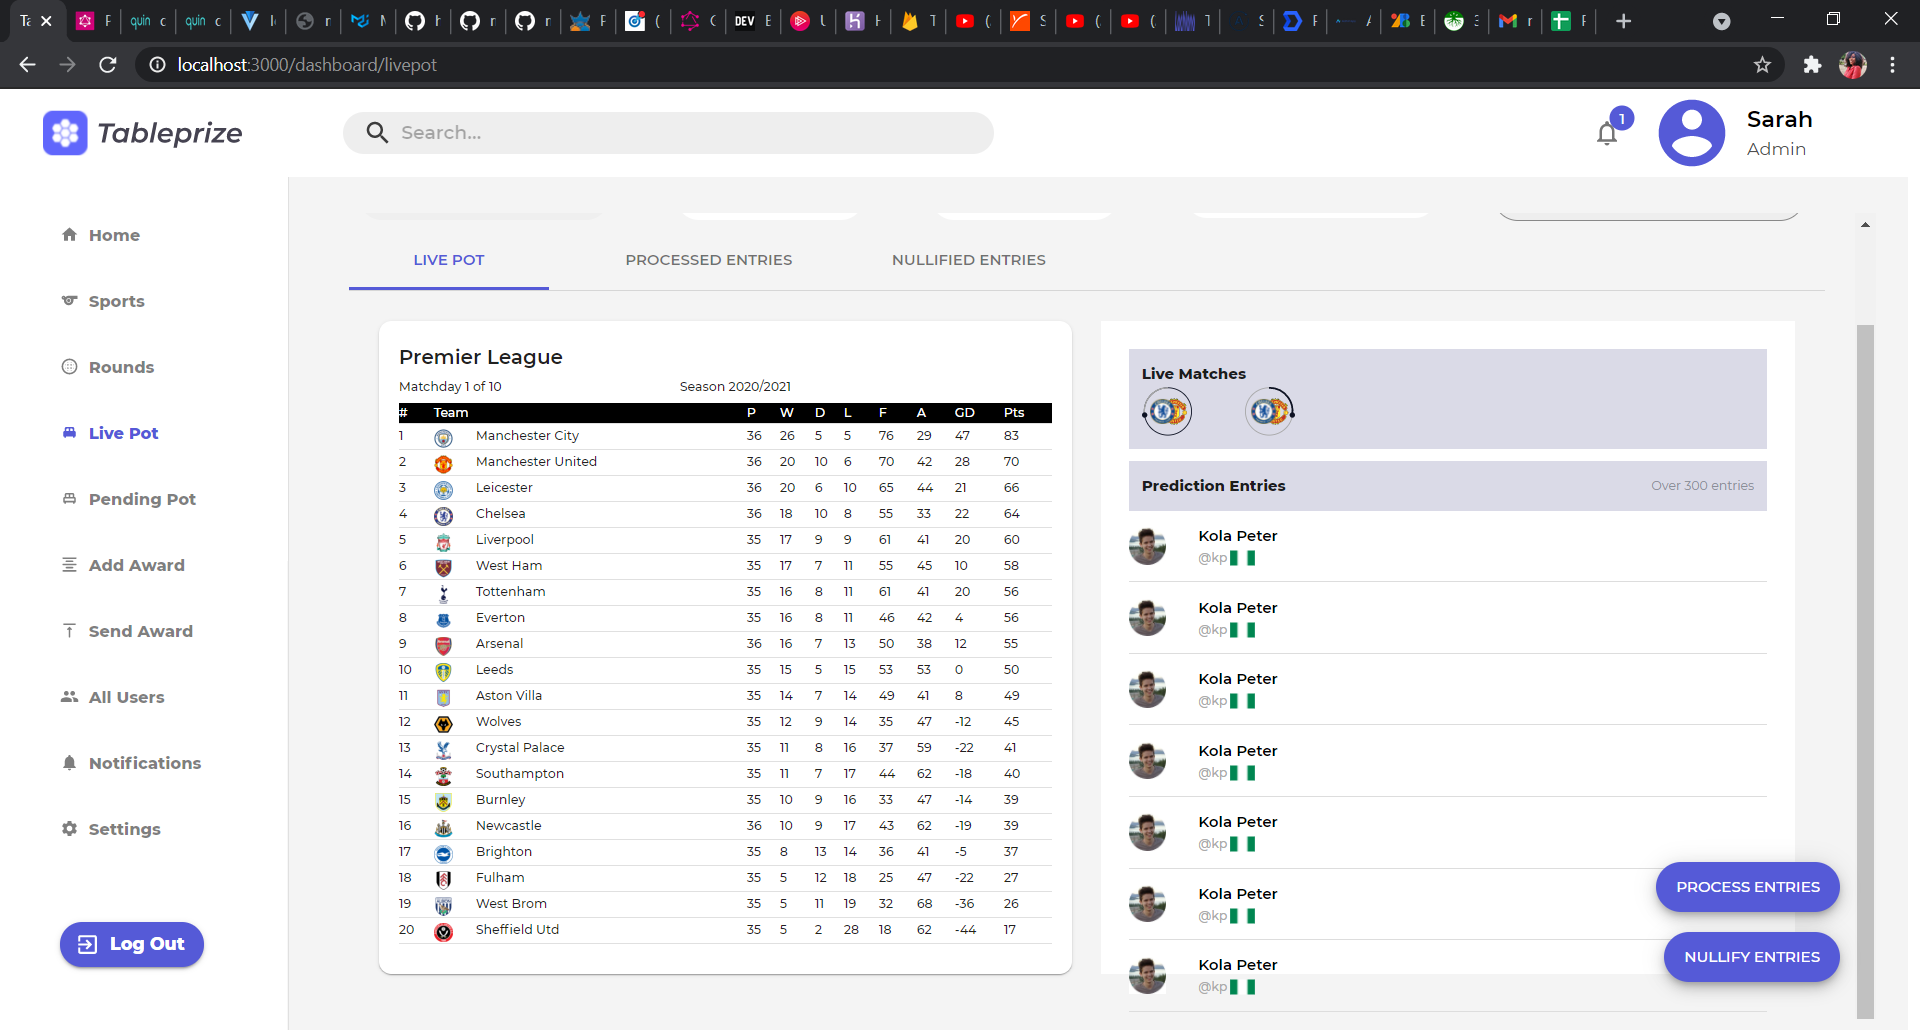 Ta
quin
quin
DEV
localhost:3000/dashboard/livepot
Tableprize
Search...
1
Sarah
Admin
Home
Sports
Rounds
Live Pot
Pending Pot
Add Award
Send Award
All Users
Notifications
Settings
Log Out
LIVE POT PROCESSED ENTRIES NULLIFIED ENTRIES
Premier League
Matchday 1 of 10 Season 2020/2021
# Team P W D L F A GD Pts
1 Manchester City 36 26 5 5 76 29 47 83
2 Manchester United 36 20 10 6 70 42 28 70
3 Leicester 36 20 6 10 65 44 21 66
4 Chelsea 36 18 10 8 55 33 22 64
5 Liverpool 35 17 9 9 61 41 20 60
6 West Ham 35 17 7 11 55 45 10 58
7 Tottenham 35 16 8 11 61 41 20 56
8 Everton 35 16 8 11 46 42 4 56
9 Arsenal 36 16 7 13 50 38 12 55
10 Leeds 35 15 5 15 53 53 0 50
11 Aston Villa 35 14 7 14 49 41 8 49
12 Wolves 35 12 9 14 35 47 -12 45
13 Crystal Palace 35 11 8 16 37 59 -22 41
14 Southampton 35 11 7 17 44 62 -18 40
15 Burnley 35 10 9 16 33 47 -14 39
16 Newcastle 36 10 9 17 43 62 -19 39
17 Brighton 35 8 13 14 36 41 -5 37
18 Fulham 35 5 12 18 25 47 -22 27
19 West Brom 35 5 11 19 32 68 -36 26
20 Sheffield Utd 35 5 2 28 18 62 -44 17
Live Matches
Prediction Entries Over 300 entries
Kola Peter
@kp
Kola Peter
@kp
Kola Peter
@kp
Kola Peter
@kp
Kola Peter
@kp
Kola Peter
@kp
Kola Peter
@kp
PROCESS ENTRIES
NULLIFY ENTRIES